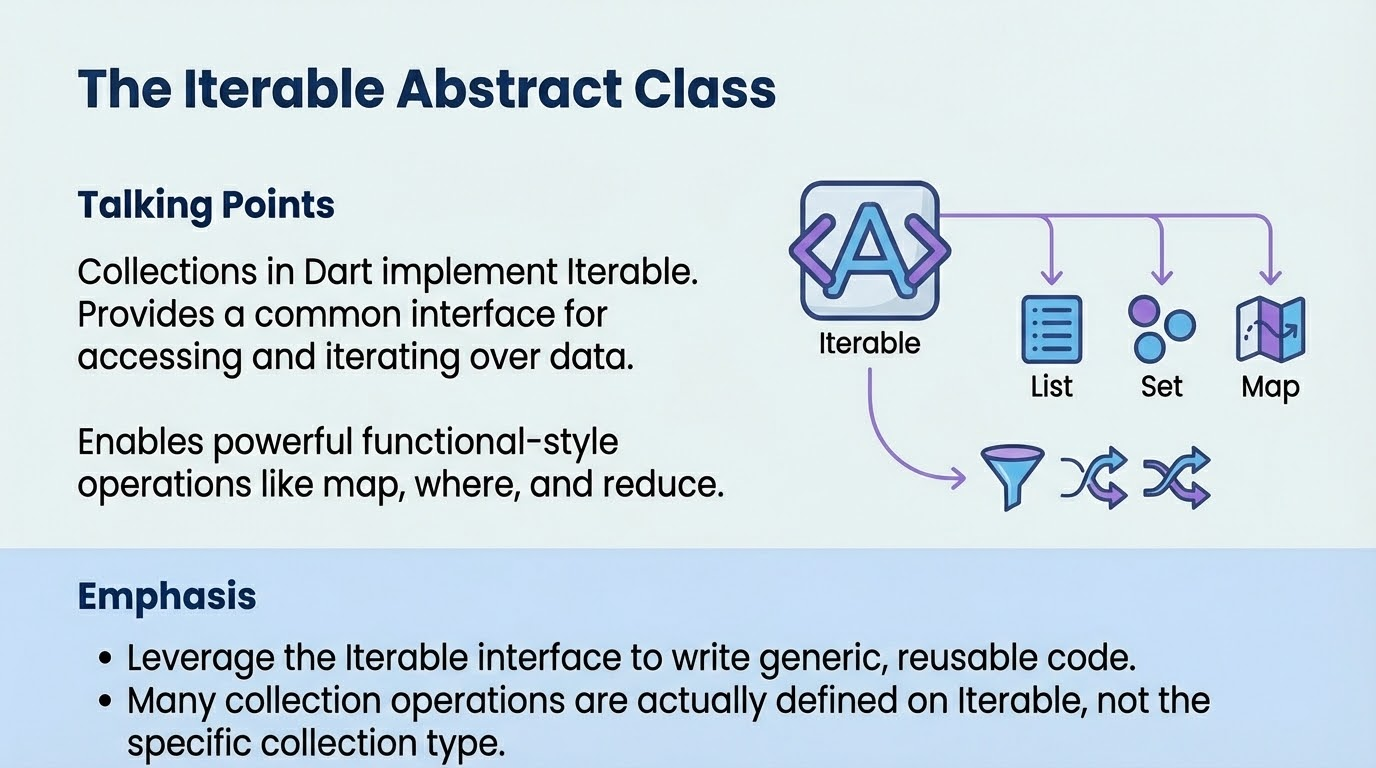 The Iterable Abstract Class
Talking Points
Collections in Dart implement Iterable.
Provides a common interface for
accessing and iterating over data.
Enables powerful functional-style
operations like map, where, and reduce.
A
Iterable
List
Set
Map
Emphasis
• Leverage the Iterable interface to write generic, reusable code.
• Many collection operations are actually defined on Iterable, not the
specific collection type.